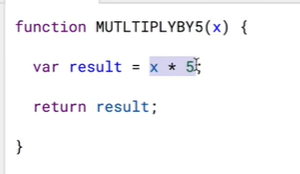 function MUTLTIPLYBY5(x) {
var result = x * 5;
return result;
}